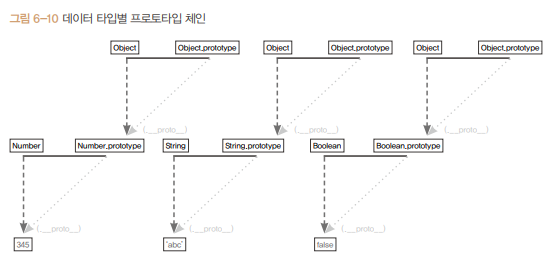 그림 6-10 데이터 타입별 프로토타입 체인
Object Object.prototype Object Object.prototype Object Object.prototype
(.__proto__) (.__proto__) (.__proto__)
Number Number.prototype String String.prototype Boolean Boolean.prototype
(.__proto__) (.__proto__) (.__proto__)
345 'abc' false